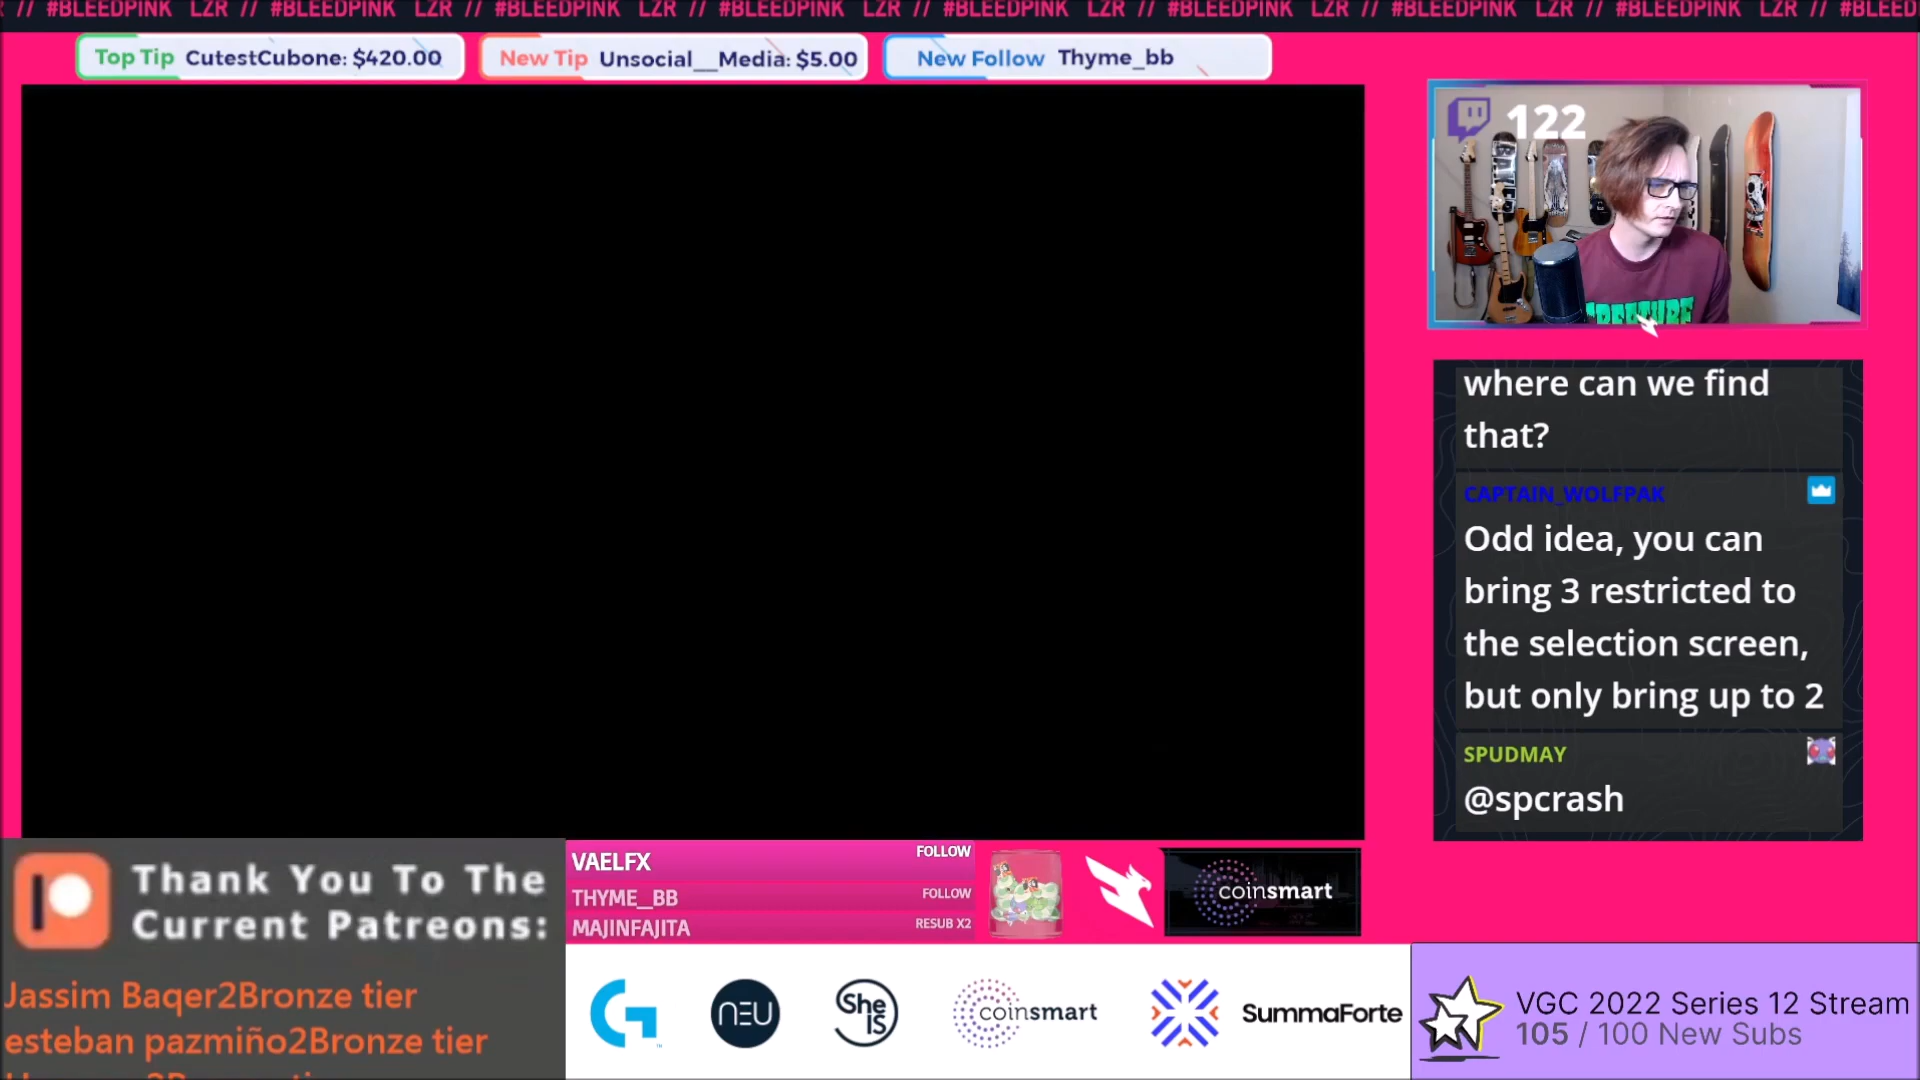 // #BLEEDPINK LZR // #BLEEDPINK LZR // #BLEEDPINK LZR // #BLEEDPINK LZR // #BLEEDPINK LZR // #BLEEDPINK LZR // #BLEEDPINK LZR // #BLEEDPINK LZR // #BLEED
Top Tip CutestCubone: $420.00
New Tip Unsocial__Media: $5.00
New Follow Thyme_bb
122
CREATURE
where can we find
that?
CAPTAIN_WOLFPAK
Odd idea, you can
bring 3 restricted to
the selection screen,
but only bring up to 2
SPUDMAY
@spcrash
Thank You To The
Current Patreons:
Jassim Baqer2Bronze tier
esteban pazmiño2Bronze tier
VAELFX FOLLOW
THYME_BB FOLLOW
MAJINFAJITA RESUB X2
coinsmart
G
NEU
She
IS
coinsmart
SummaForte
VGC 2022 Series 12 Stream
105 / 100 New Subs